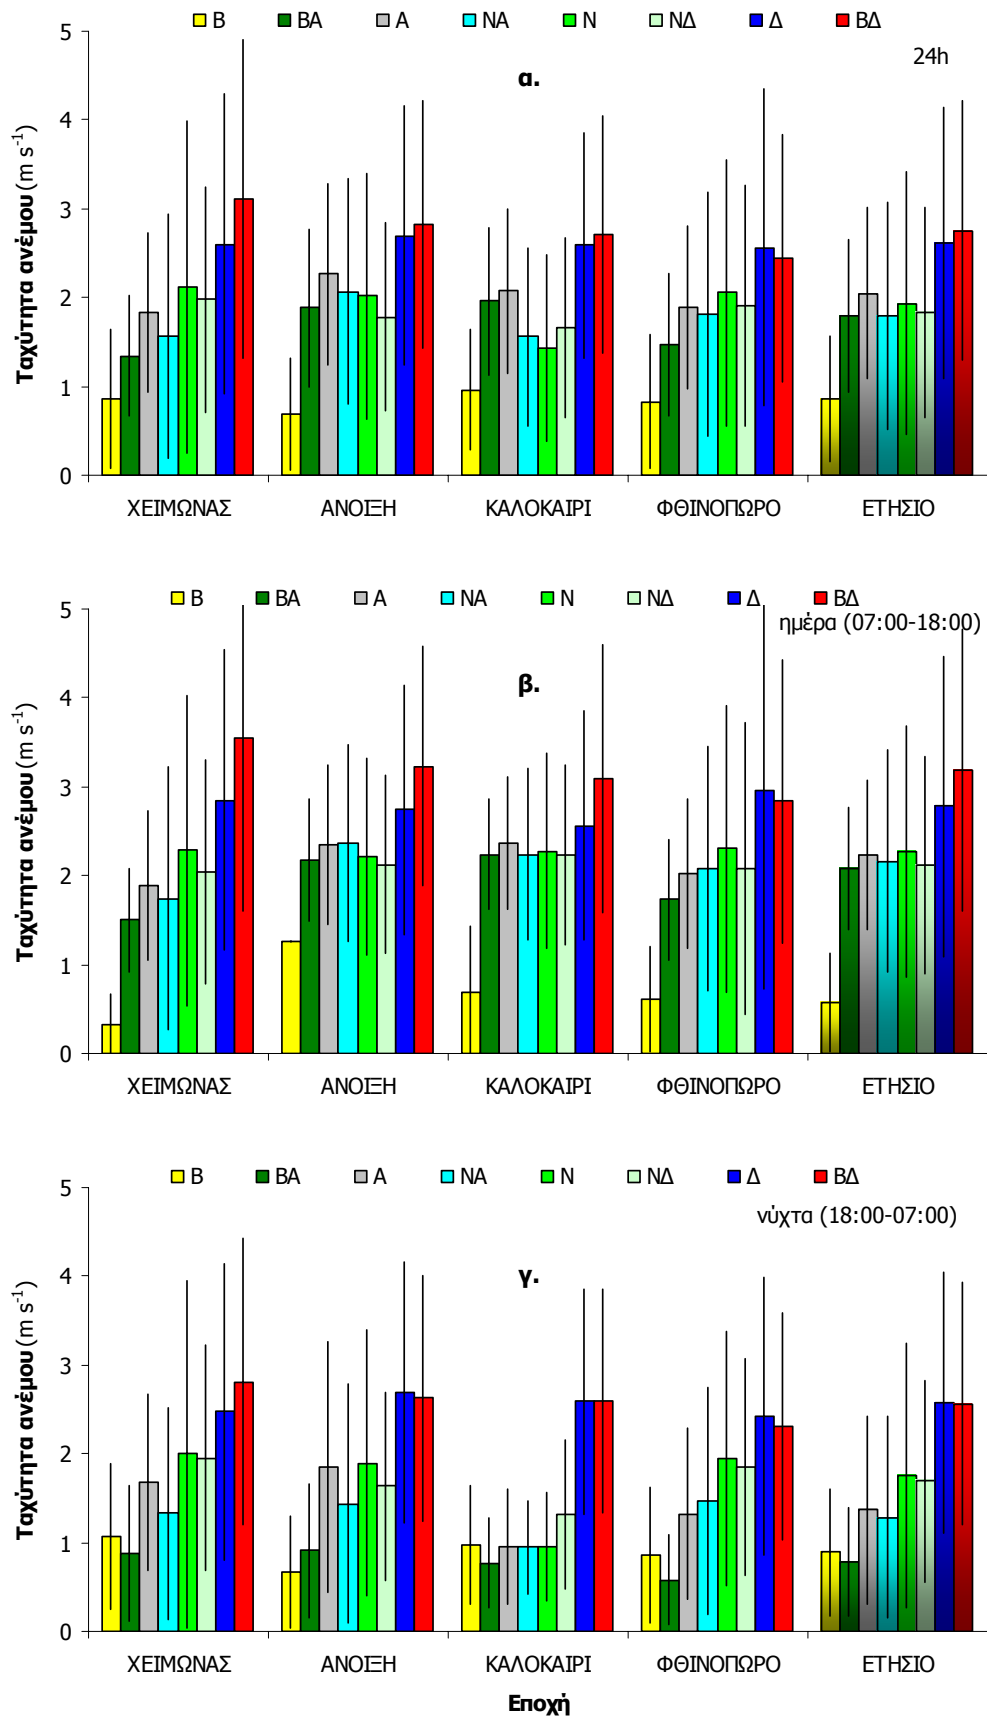 Β ΒΑ Α ΝΑ Ν ΝΔ Δ ΒΔ
24h
α.
5
4
3
2
1
0
Ταχύτητα ανέμου (m s-1)
ΧΕΙΜΩΝΑΣ ΑΝΟΙΞΗ ΚΑΛΟΚΑΙΡΙ ΦΘΙΝΟΠΩΡΟ ΕΤΗΣΙΟ
Β ΒΑ Α ΝΑ Ν ΝΔ Δ ΒΔ
ημέρα (07:00-18:00)
β.
5
4
3
2
1
0
Ταχύτητα ανέμου (m s-1)
ΧΕΙΜΩΝΑΣ ΑΝΟΙΞΗ ΚΑΛΟΚΑΙΡΙ ΦΘΙΝΟΠΩΡΟ ΕΤΗΣΙΟ
Β ΒΑ Α ΝΑ Ν ΝΔ Δ ΒΔ
νύχτα (18:00-07:00)
γ.
5
4
3
2
1
0
Ταχύτητα ανέμου (m s-1)
ΧΕΙΜΩΝΑΣ ΑΝΟΙΞΗ ΚΑΛΟΚΑΙΡΙ ΦΘΙΝΟΠΩΡΟ ΕΤΗΣΙΟ
Εποχή